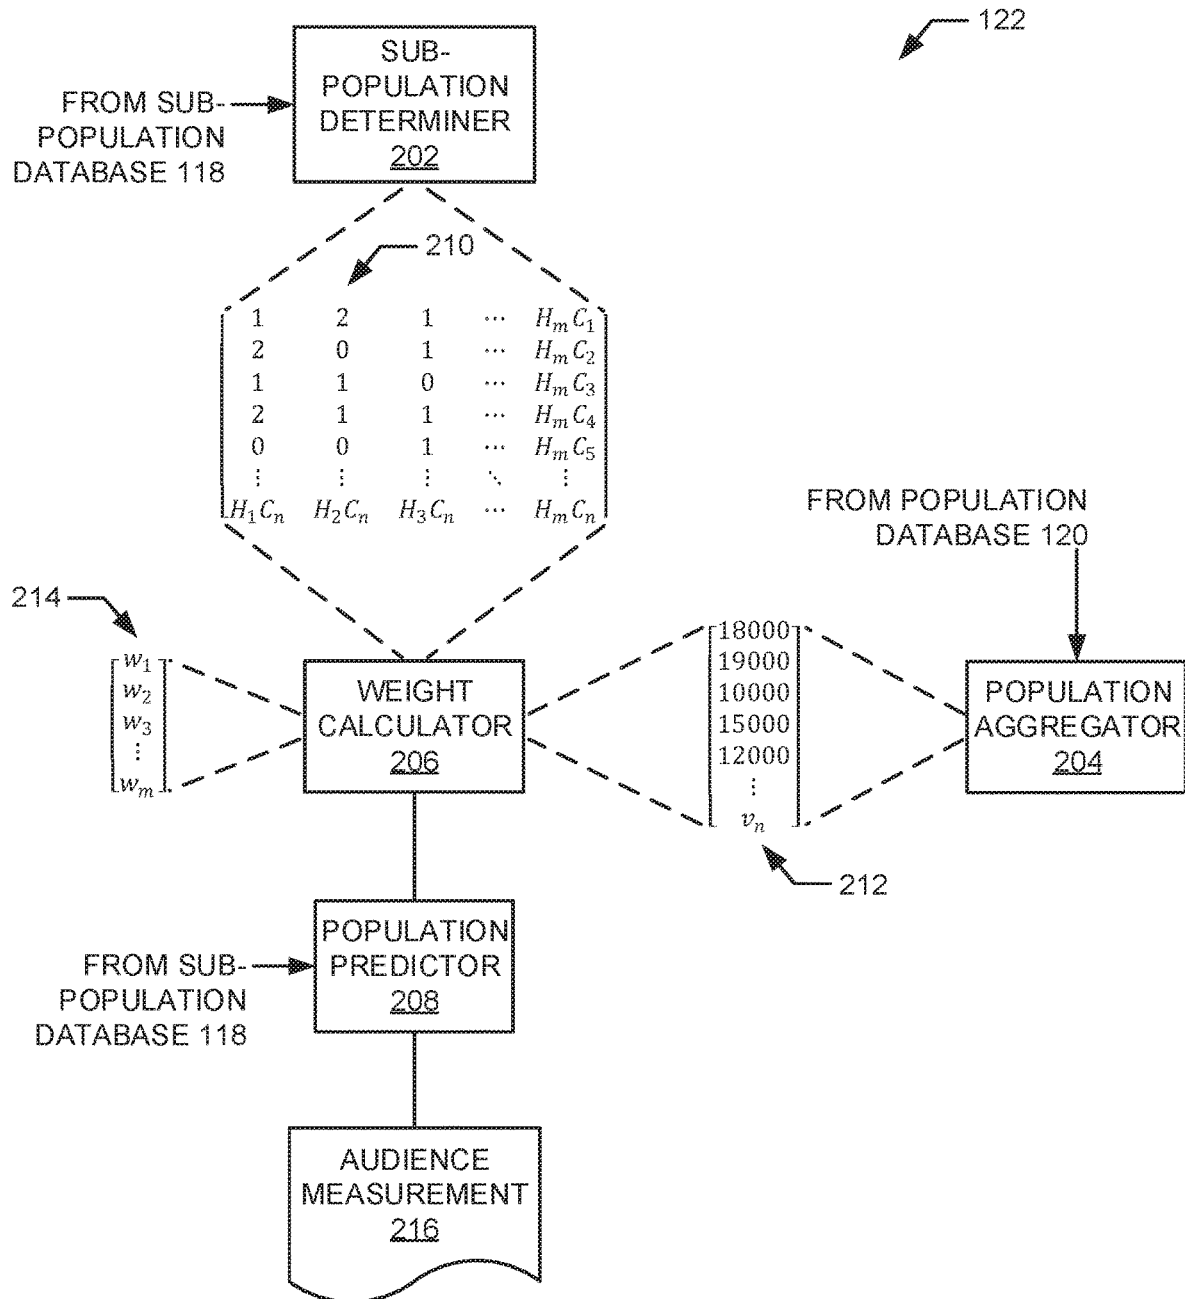 122
SUB-
POPULATION
DETERMINER
202
FROM SUB-
POPULATION
DATABASE 118
210
1 2 1 ⋯ H_m C_1
2 0 1 ⋯ H_m C_2
1 1 0 ⋯ H_m C_3
2 1 1 ⋯ H_m C_4
0 0 1 ⋯ H_m C_5
⋮ ⋮ ⋮ ⋱ ⋮
H_1 C_n H_2 C_n H_3 C_n ⋯ H_m C_n
FROM POPULATION
DATABASE 120
214
w_1
w_2
w_3
⋮
w_m
WEIGHT
CALCULATOR
206
18000
19000
10000
15000
12000
⋮
v_n
POPULATION
AGGREGATOR
204
212
POPULATION
PREDICTOR
208
FROM SUB-
POPULATION
DATABASE 118
AUDIENCE
MEASUREMENT
216